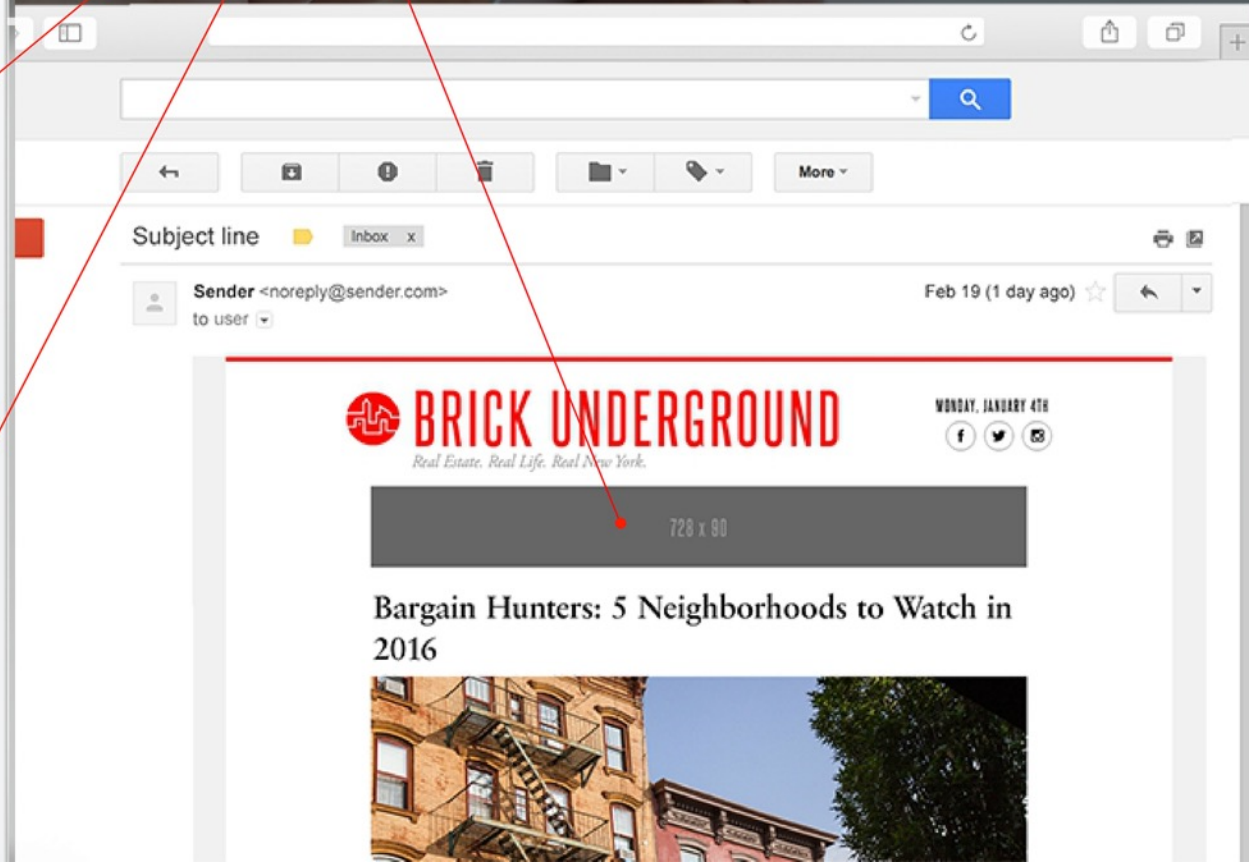 More
Subject line Inbox x
Sender <noreply@sender.com> Feb 19 (1 day ago)
to user
BRICK UNDERGROUND
Real Estate. Real Life. Real New York.
MONDAY, JANUARY 4TH
728 x 90
Bargain Hunters: 5 Neighborhoods to Watch in
2016